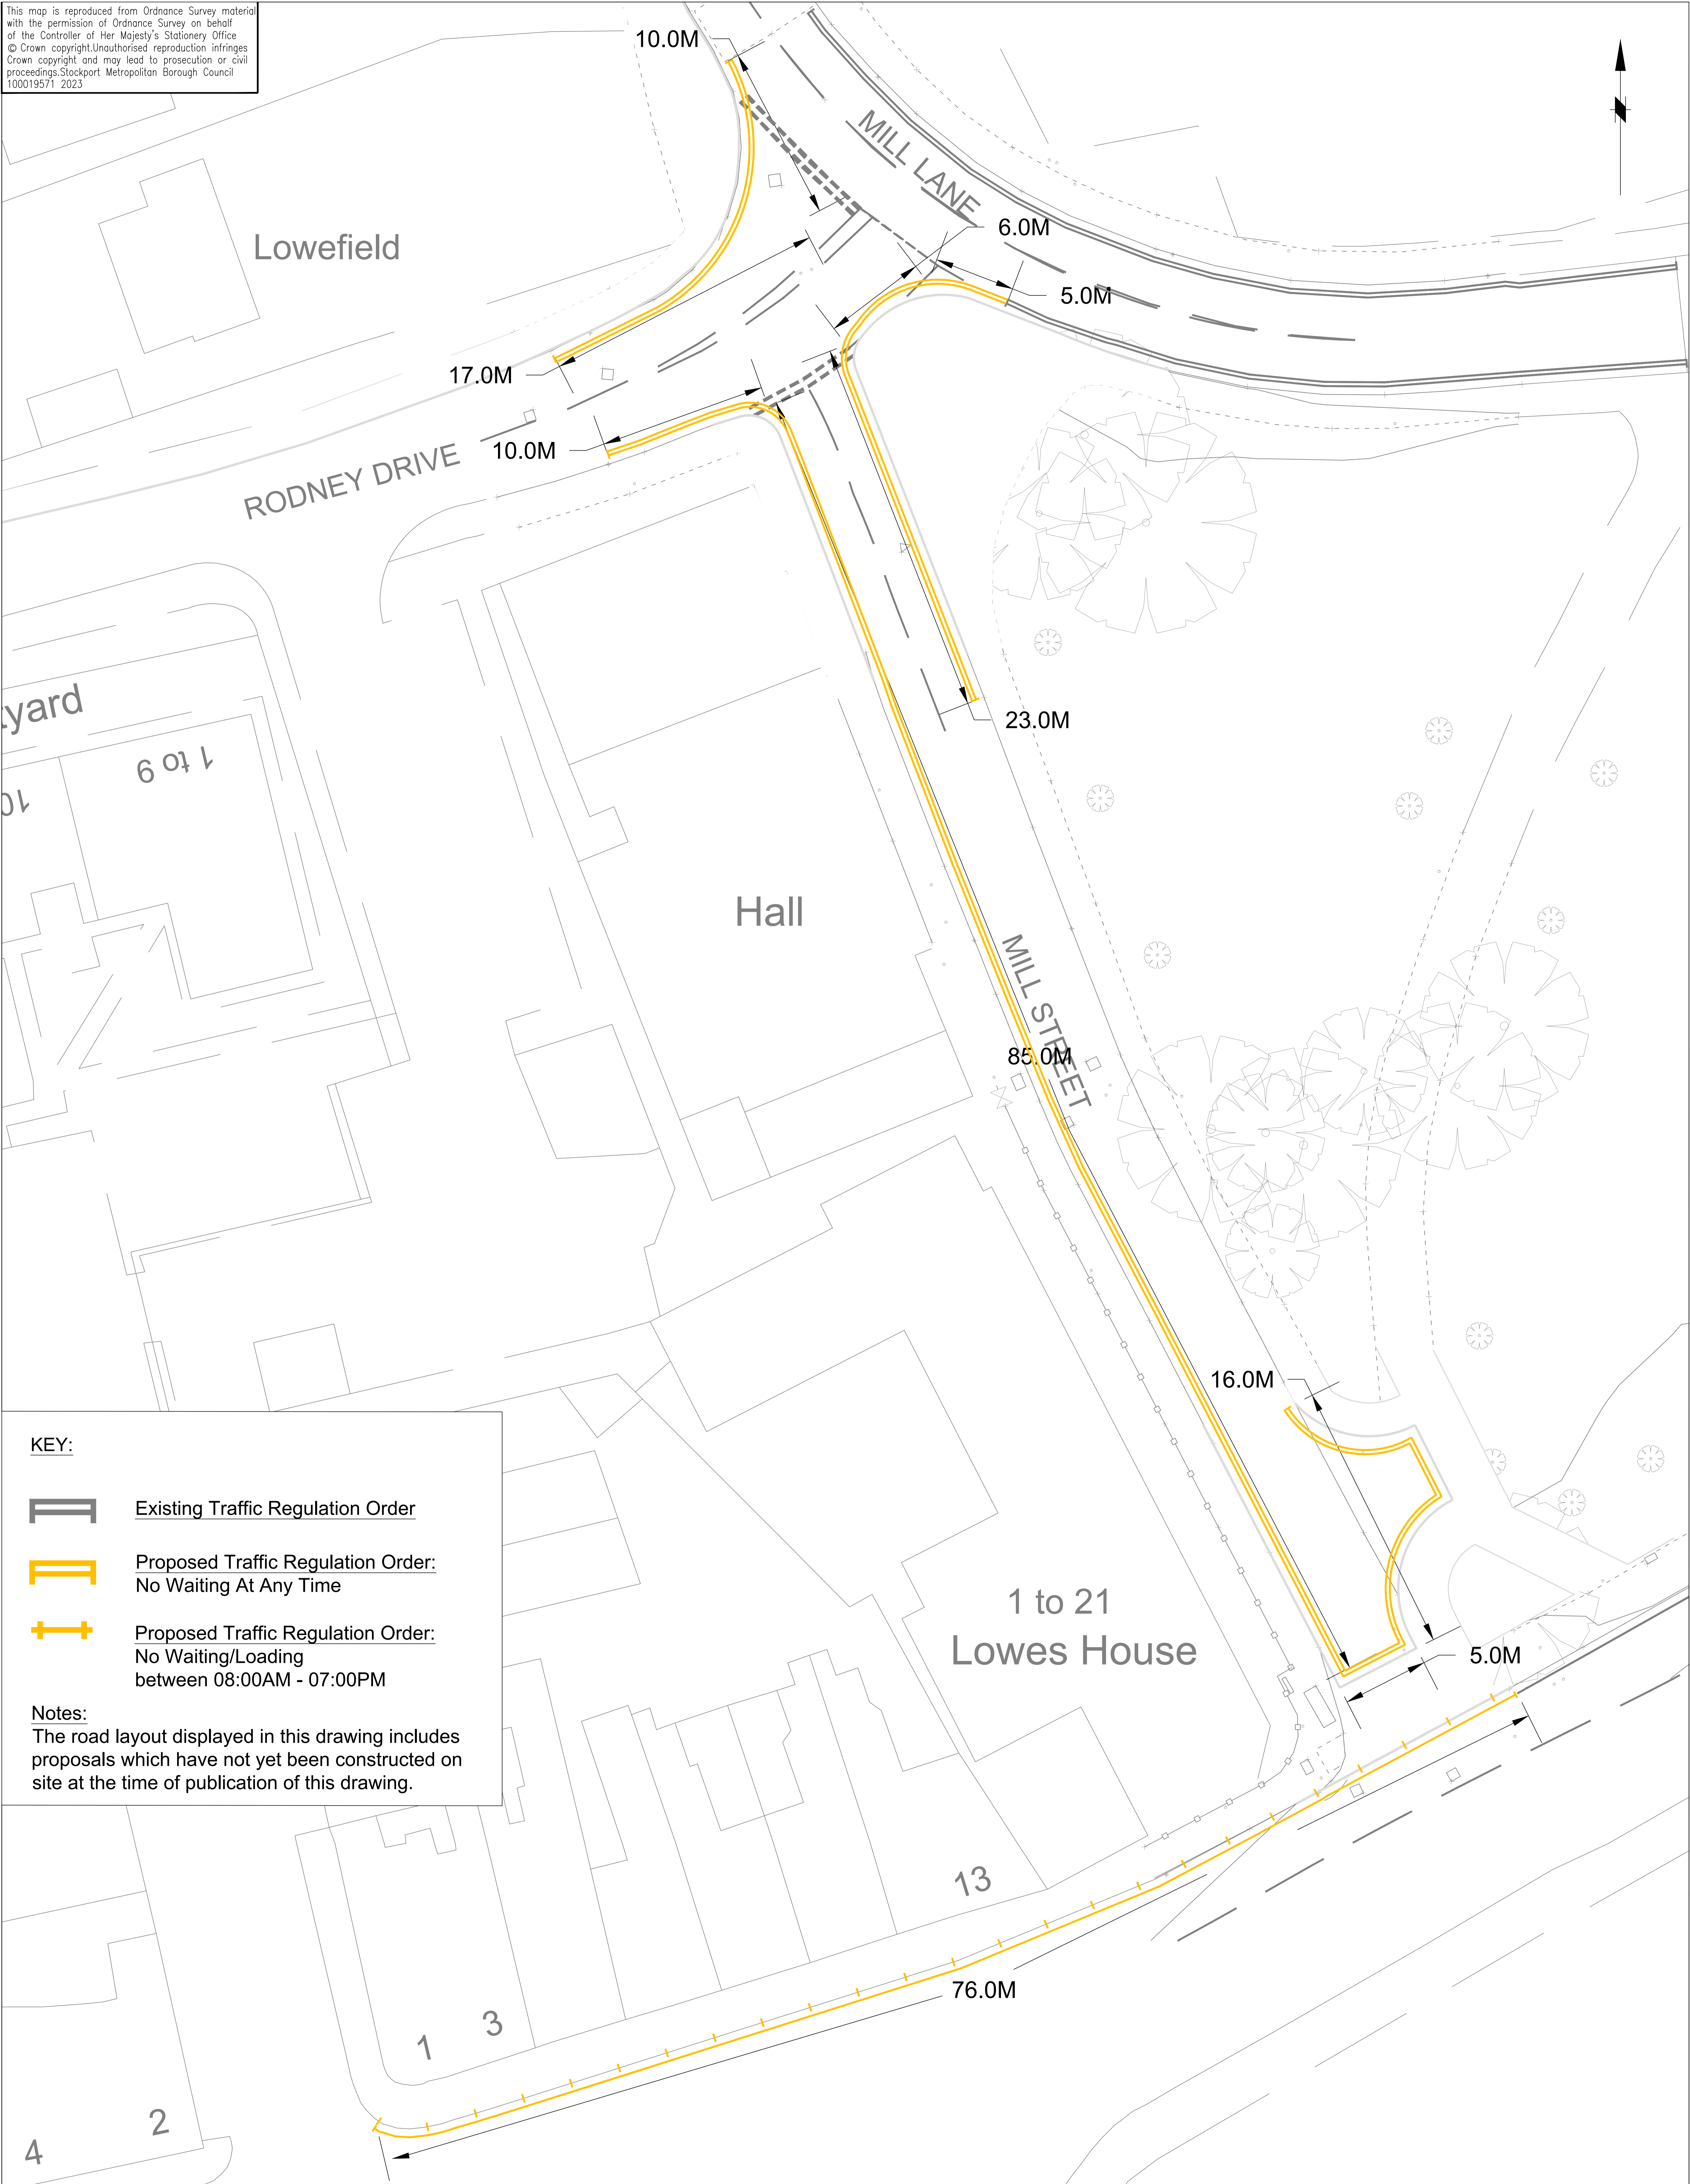 This map is reproduced from Ordnance Survey material
with the permission of Ordnance Survey on behalf
of the Controller of Her Majesty's Stationery Office
© Crown copyright.Unauthorised reproduction infringes
Crown copyright and may lead to prosecution or civil
proceedings.Stockport Metropolitan Borough Council
100019571 2023
10.0M
MILL LANE
Lowefield
6.0M
5.0M
17.0M
10.0M
RODNEY DRIVE
23.0M
yard
1 to 9
10
Hall
MILL STREET
85.0M
16.0M
KEY:
Existing Traffic Regulation Order
Proposed Traffic Regulation Order:
No Waiting At Any Time
Proposed Traffic Regulation Order:
No Waiting/Loading
between 08:00AM - 07:00PM
Notes:
The road layout displayed in this drawing includes
proposals which have not yet been constructed on
site at the time of publication of this drawing.
1 to 21
Lowes House
5.0M
13
76.0M
3
1
2
4